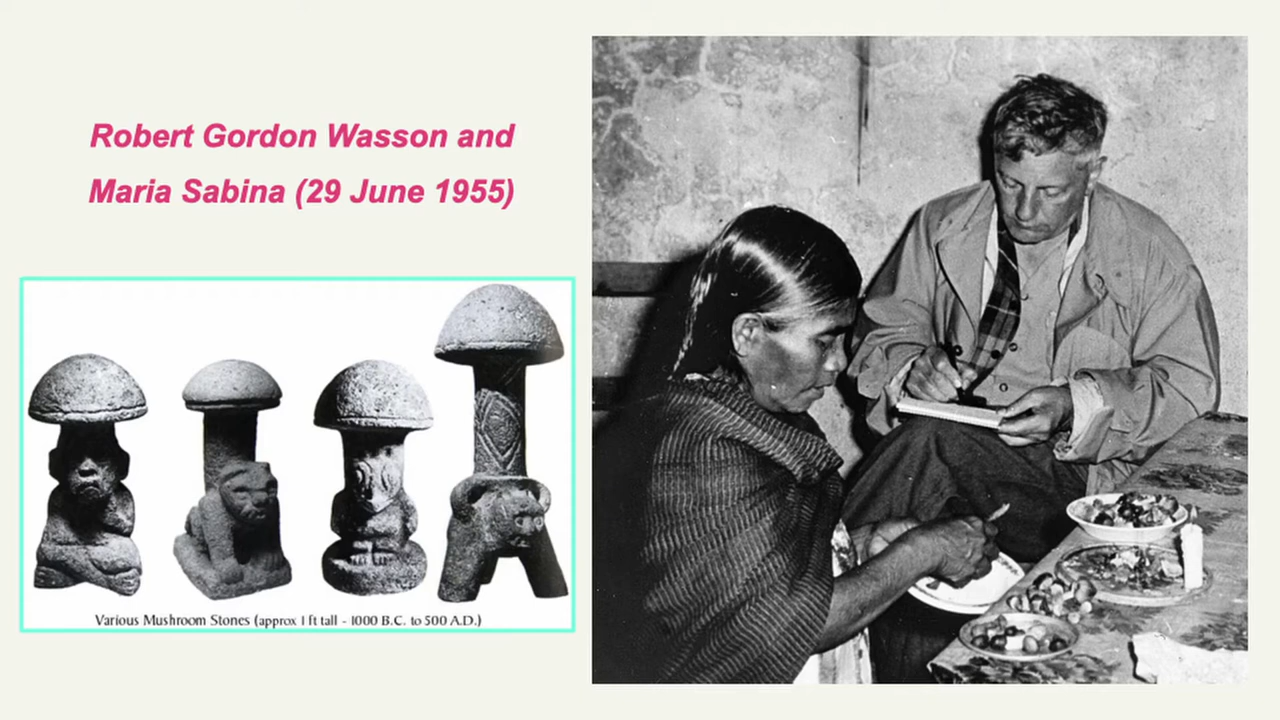 Robert Gordon Wasson and
Maria Sabina (29 June 1955)
Various Mushroom Stones (approx 1 ft tall - 1000 B.C. to 500 A.D.)